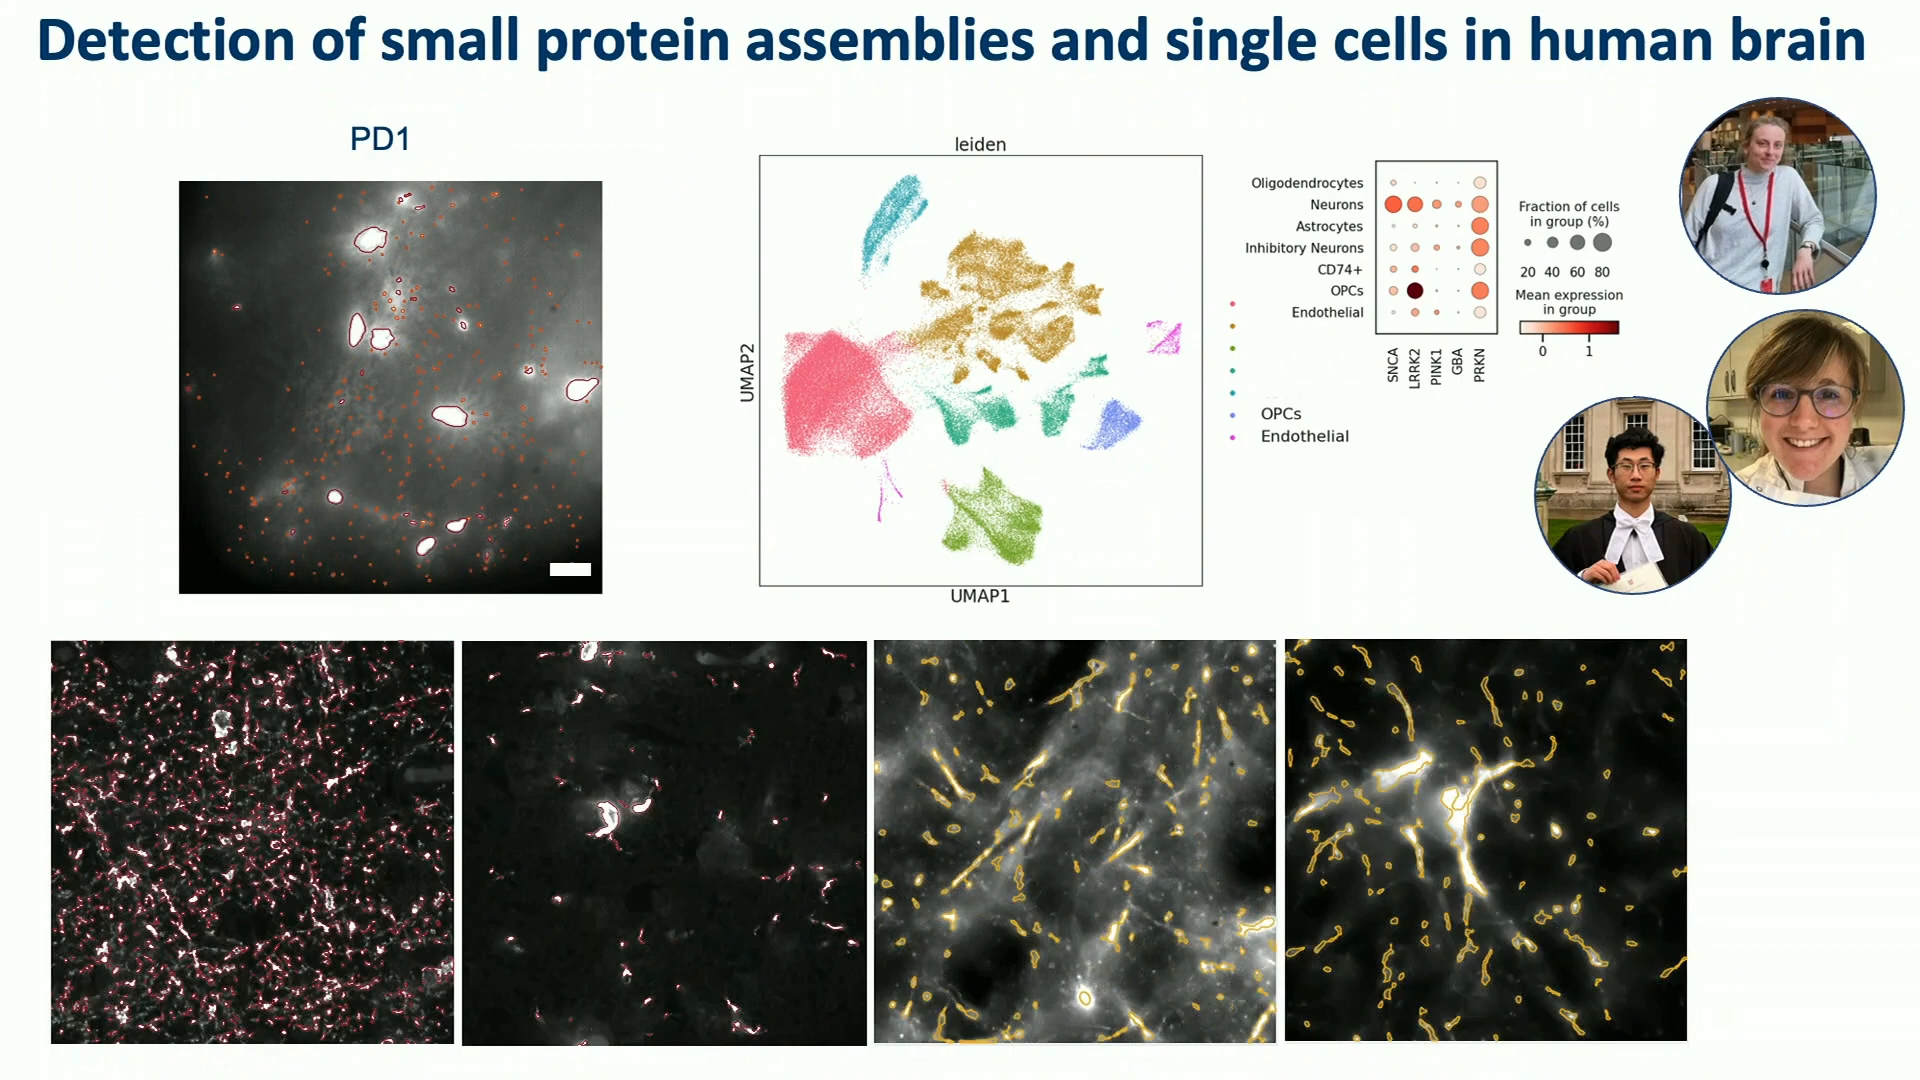 Detection of small protein assemblies and single cells in human brain
PD1
leiden
UMAP2
UMAP1
OPCs
Endothelial
Oligodendrocytes
Neurons
Astrocytes
Inhibitory Neurons
CD74+
OPCs
Endothelial
SNCA
LRRK2
PINK1
GBA
PRKN
Fraction of cells
in group (%)
20 40 60 80
Mean expression
in group
0 1